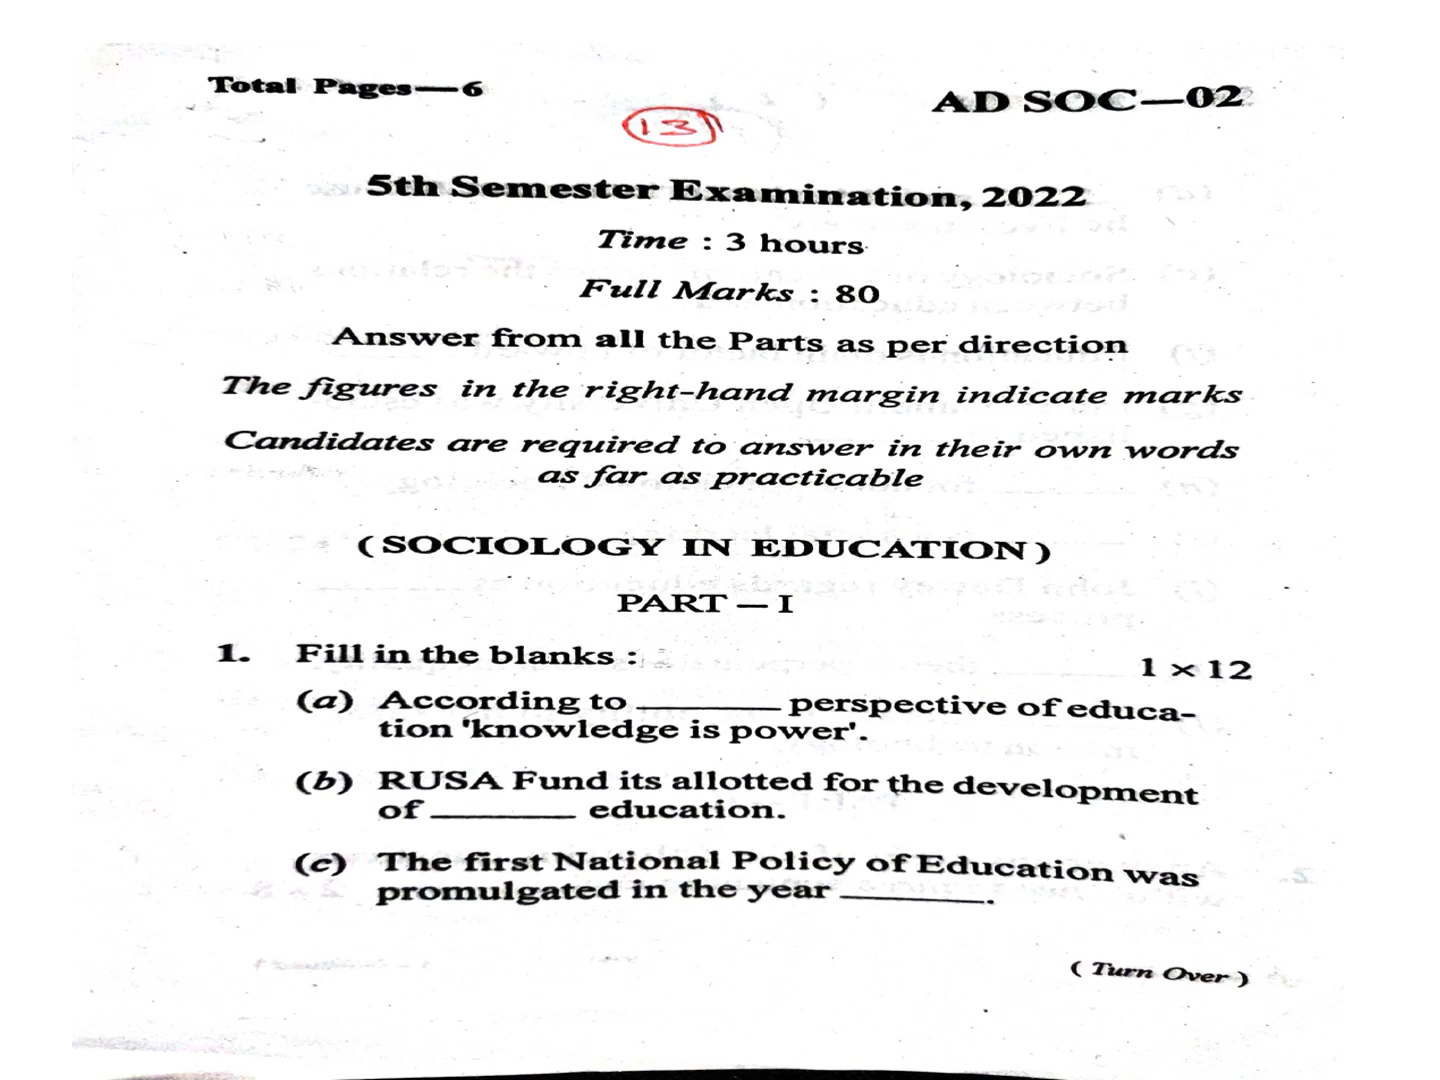 Total Pages—6
AD SOC—02
13
5th Semester Examination, 2022
Time : 3 hours
Full Marks : 80
Answer from all the Parts as per direction
The figures in the right-hand margin indicate marks
Candidates are required to answer in their own words
as far as practicable
( SOCIOLOGY IN EDUCATION )
PART — I
1. Fill in the blanks : 1 × 12
(a) According to ________ perspective of educa-
tion 'knowledge is power'.
(b) RUSA Fund its allotted for the development
of ________ education.
(c) The first National Policy of Education was
promulgated in the year ________.
( Turn Over )